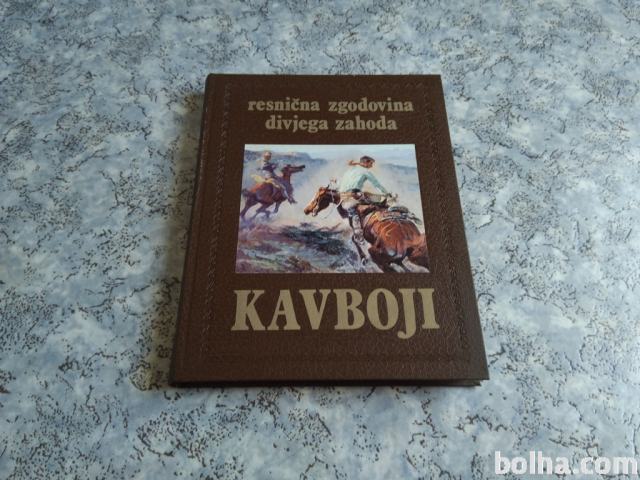 resnična zgodovina
divjega zahoda
KAVBOJI
bolha.com